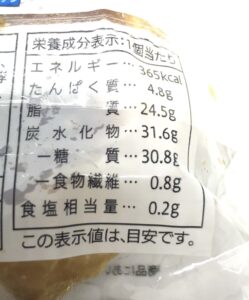 栄養成分表示:1個当たり
エネルギー… 365kcal
たんぱく質… 4.8g
脂　　　質… 24.5g
炭水化物… 31.6g
ー糖　　質… 30.8g
ー食物繊維… 0.8g
食塩相当量… 0.2g
この表示値は、目安です。